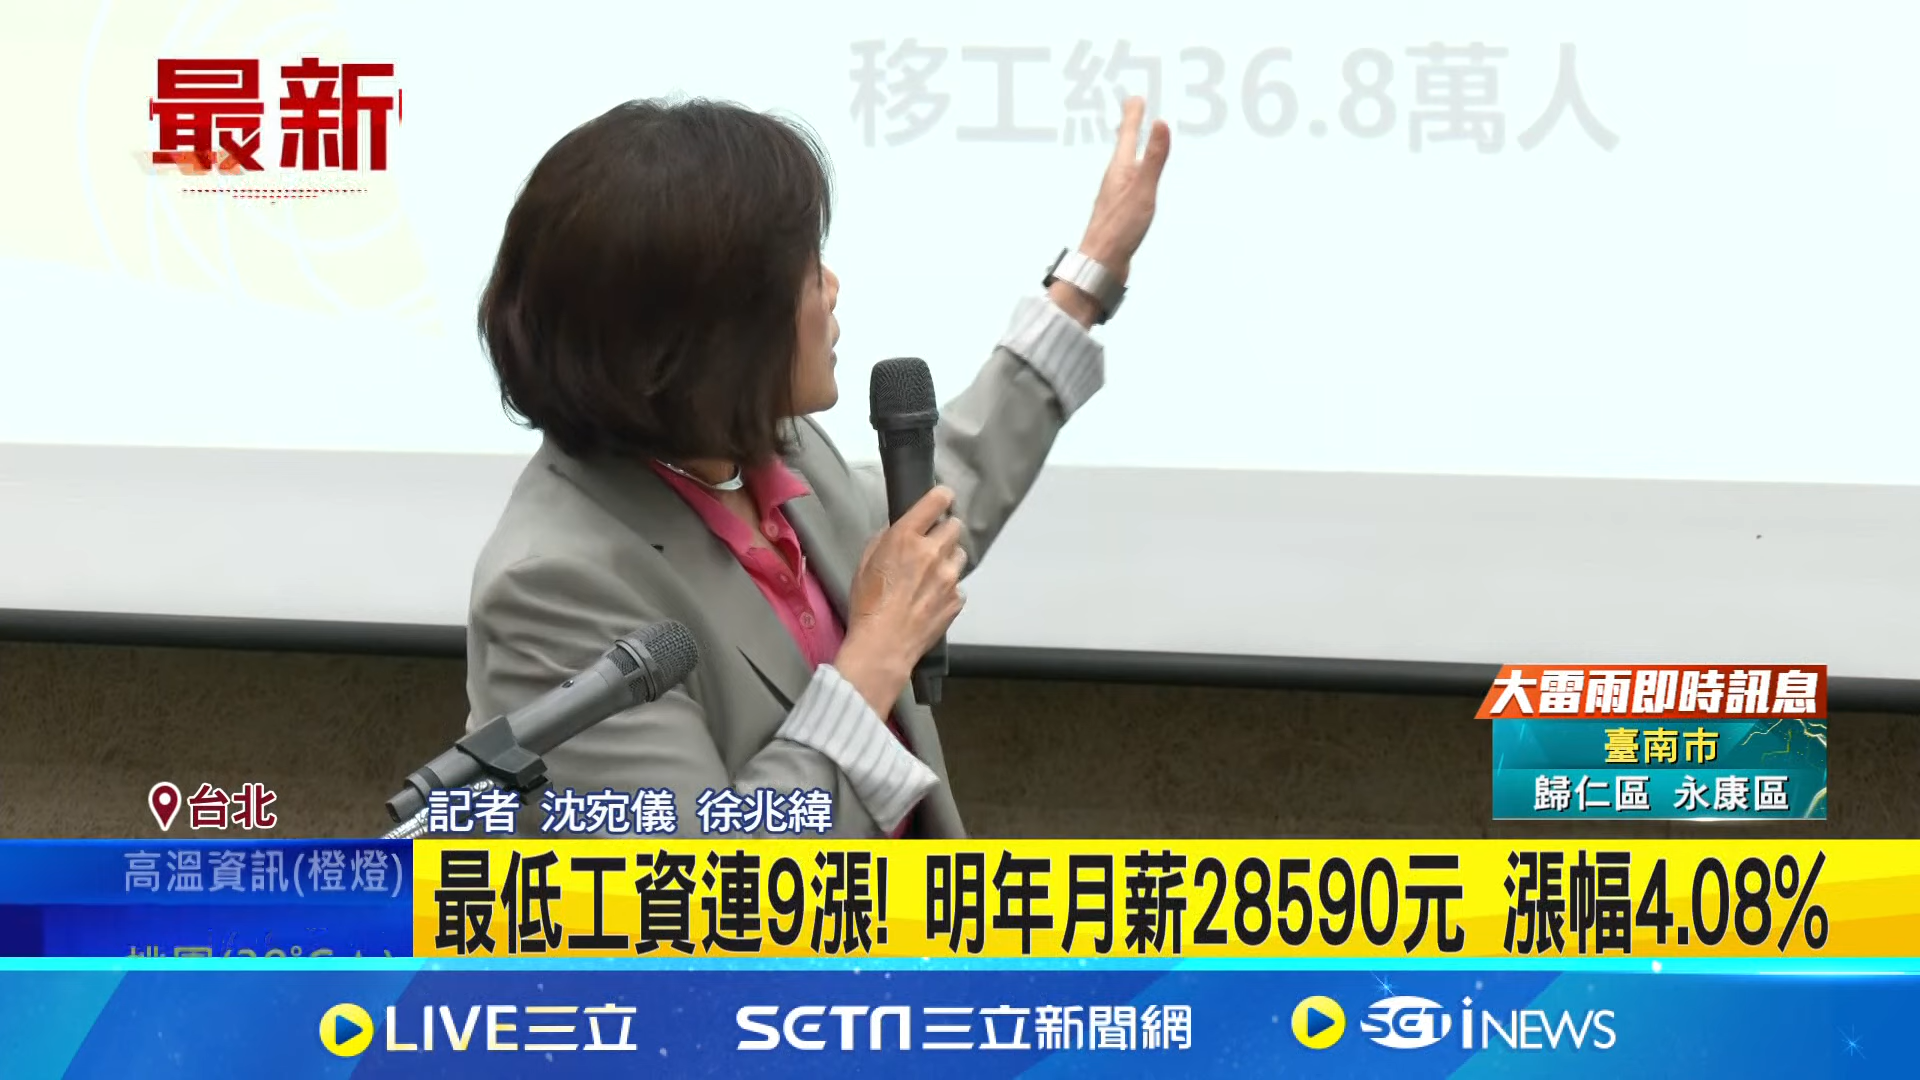 最新
移工約36.8萬人
大雷雨即時訊息
臺南市
歸仁區 永康區
台北
記者 沈宛儀 徐兆緯
高溫資訊(橙燈)
最低工資連9漲! 明年月薪28590元 漲幅4.08%
LIVE三立
SETN三立新聞網
SETiNEWS